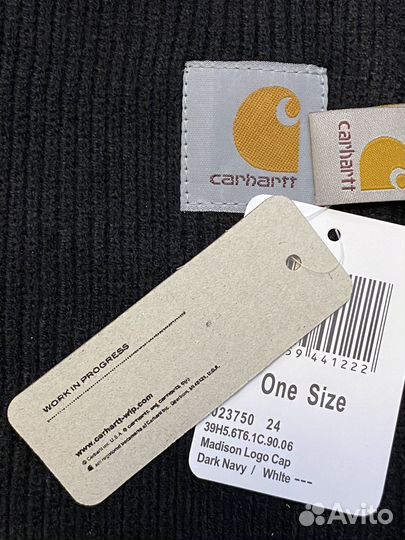 carhartt
carhartt
WORK IN PROGRESS
www.carhartt-wip.com
441222
One Size
023750 24
39H5.6T6.1C.90.06
Madison Logo Cap
Dark Navy / White ---
Avito